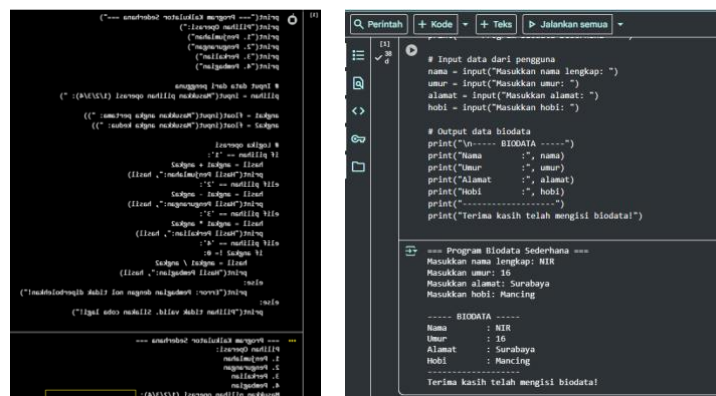 [1]
print("--- Program Kalkulator Sederhana ---")
print("Pilihan Operasi:")
print("1. Penjumlahan")
print("2. Pengurangan")
print("3. Perkalian")
print("4. Pembagian")
# Input data dari pengguna
pilihan = input("Masukkan pilihan operasi (1/2/3/4): ")
angka1 = float(input("Masukkan angka pertama: "))
angka2 = float(input("Masukkan angka kedua: "))
# Logika operasi
if pilihan == '1':
hasil = angka1 + angka2
print("Hasil Penjumlahan:", hasil)
elif pilihan == '2':
hasil = angka1 - angka2
print("Hasil Pengurangan:", hasil)
elif pilihan == '3':
hasil = angka1 * angka2
print("Hasil Perkalian:", hasil)
elif pilihan == '4':
if angka2 != 0:
hasil = angka1 / angka2
print("Hasil Pembagian:", hasil)
else:
print("Error: Pembagian dengan nol tidak diperbolehkan!")
else:
print("Pilihan tidak valid. Silakan coba lagi!")
--- Program Kalkulator Sederhana ---
Pilihan Operasi:
1. Penjumlahan
2. Pengurangan
3. Perkalian
4. Pembagian
Masukkan pilihan operasi (1/2/3/4):
Perintah + Kode + Teks Jalankan semua
[1]
38
d
# Input data dari pengguna
nama = input("Masukkan nama lengkap: ")
umur = input("Masukkan umur: ")
alamat = input("Masukkan alamat: ")
hobi = input("Masukkan hobi: ")
# Output data biodata
print("\n----- BIODATA -----")
print("Nama :", nama)
print("Umur :", umur)
print("Alamat :", alamat)
print("Hobi :", hobi)
print("-------------------")
print("Terima kasih telah mengisi biodata!")
=== Program Biodata Sederhana ===
Masukkan nama lengkap: NIR
Masukkan umur: 16
Masukkan alamat: Surabaya
Masukkan hobi: Mancing
----- BIODATA -----
Nama : NIR
Umur : 16
Alamat : Surabaya
Hobi : Mancing
-------------------
Terima kasih telah mengisi biodata!